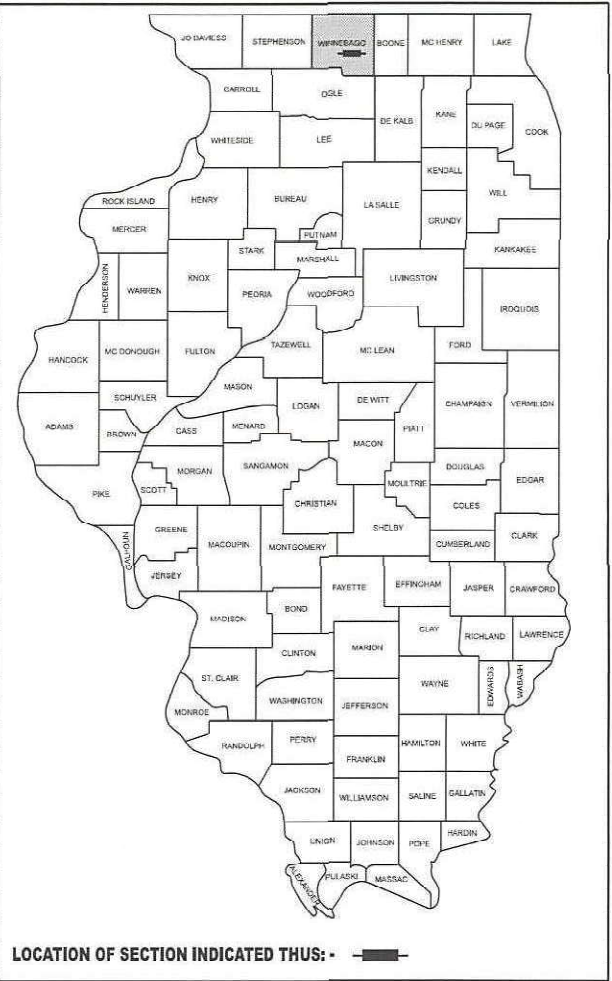 JO DAVIESS STEPHENSON WINNEBAGO BOONE MC HENRY LAKE
CARROLL OGLE
DE KALB KANE DU PAGE COOK
WHITESIDE LEE
KENDALL
ROCK ISLAND HENRY BUREAU LA SALLE GRUNDY WILL
MERCER PUTNAM
STARK MARSHALL KANKAKEE
HENDERSON WARREN KNOX PEORIA WOODFORD LIVINGSTON IROQUOIS
HANCOCK MC DONOUGH FULTON TAZEWELL MC LEAN FORD
MASON
SCHUYLER LOGAN DE WITT CHAMPAIGN VERMILION
ADAMS BROWN CASS MENARD MACON PIATT
PIKE SCOTT MORGAN SANGAMON MOULTRIE DOUGLAS EDGAR
CHRISTIAN COLES
CALHOUN GREENE MACOUPIN MONTGOMERY SHELBY CUMBERLAND CLARK
JERSEY FAYETTE EFFINGHAM JASPER CRAWFORD
MADISON BOND
CLINTON MARION CLAY RICHLAND LAWRENCE
ST. CLAIR WAYNE EDWARDS WABASH
MONROE WASHINGTON JEFFERSON
RANDOLPH PERRY HAMILTON WHITE
FRANKLIN
JACKSON WILLIAMSON SALINE GALLATIN
UNION JOHNSON POPE HARDIN
ALEXANDER PULASKI MASSAC
LOCATION OF SECTION INDICATED THUS: -